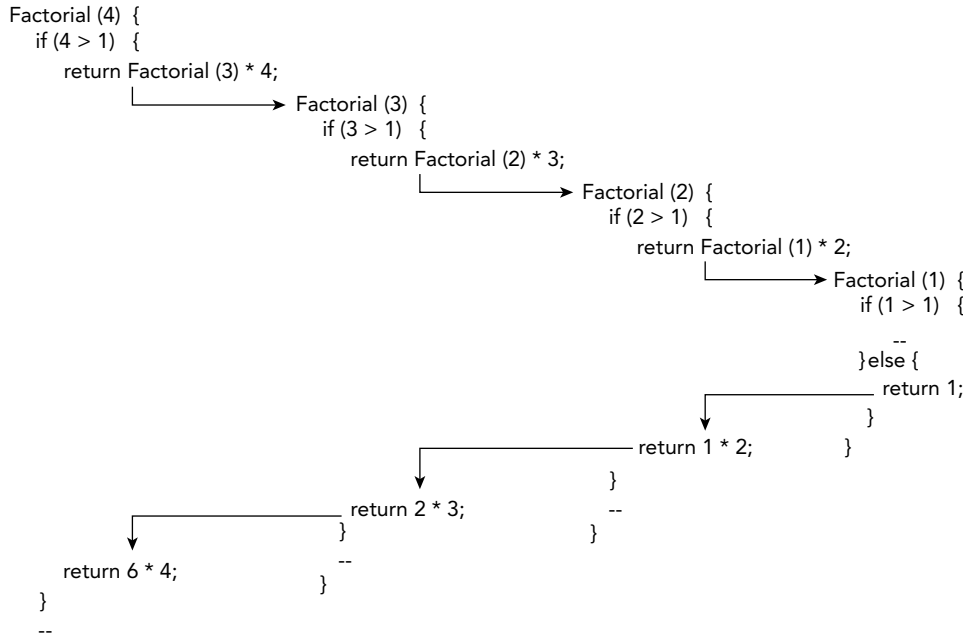 Factorial (4) {
if (4 > 1) {
return Factorial (3) * 4;
Factorial (3) {
if (3 > 1) {
return Factorial (2) * 3;
Factorial (2) {
if (2 > 1) {
return Factorial (1) * 2;
Factorial (1) {
if (1 > 1) {
--
}else {
return 1;
}
return 1 * 2; }
}
return 2 * 3; --
} }
--
return 6 * 4; }
}
--